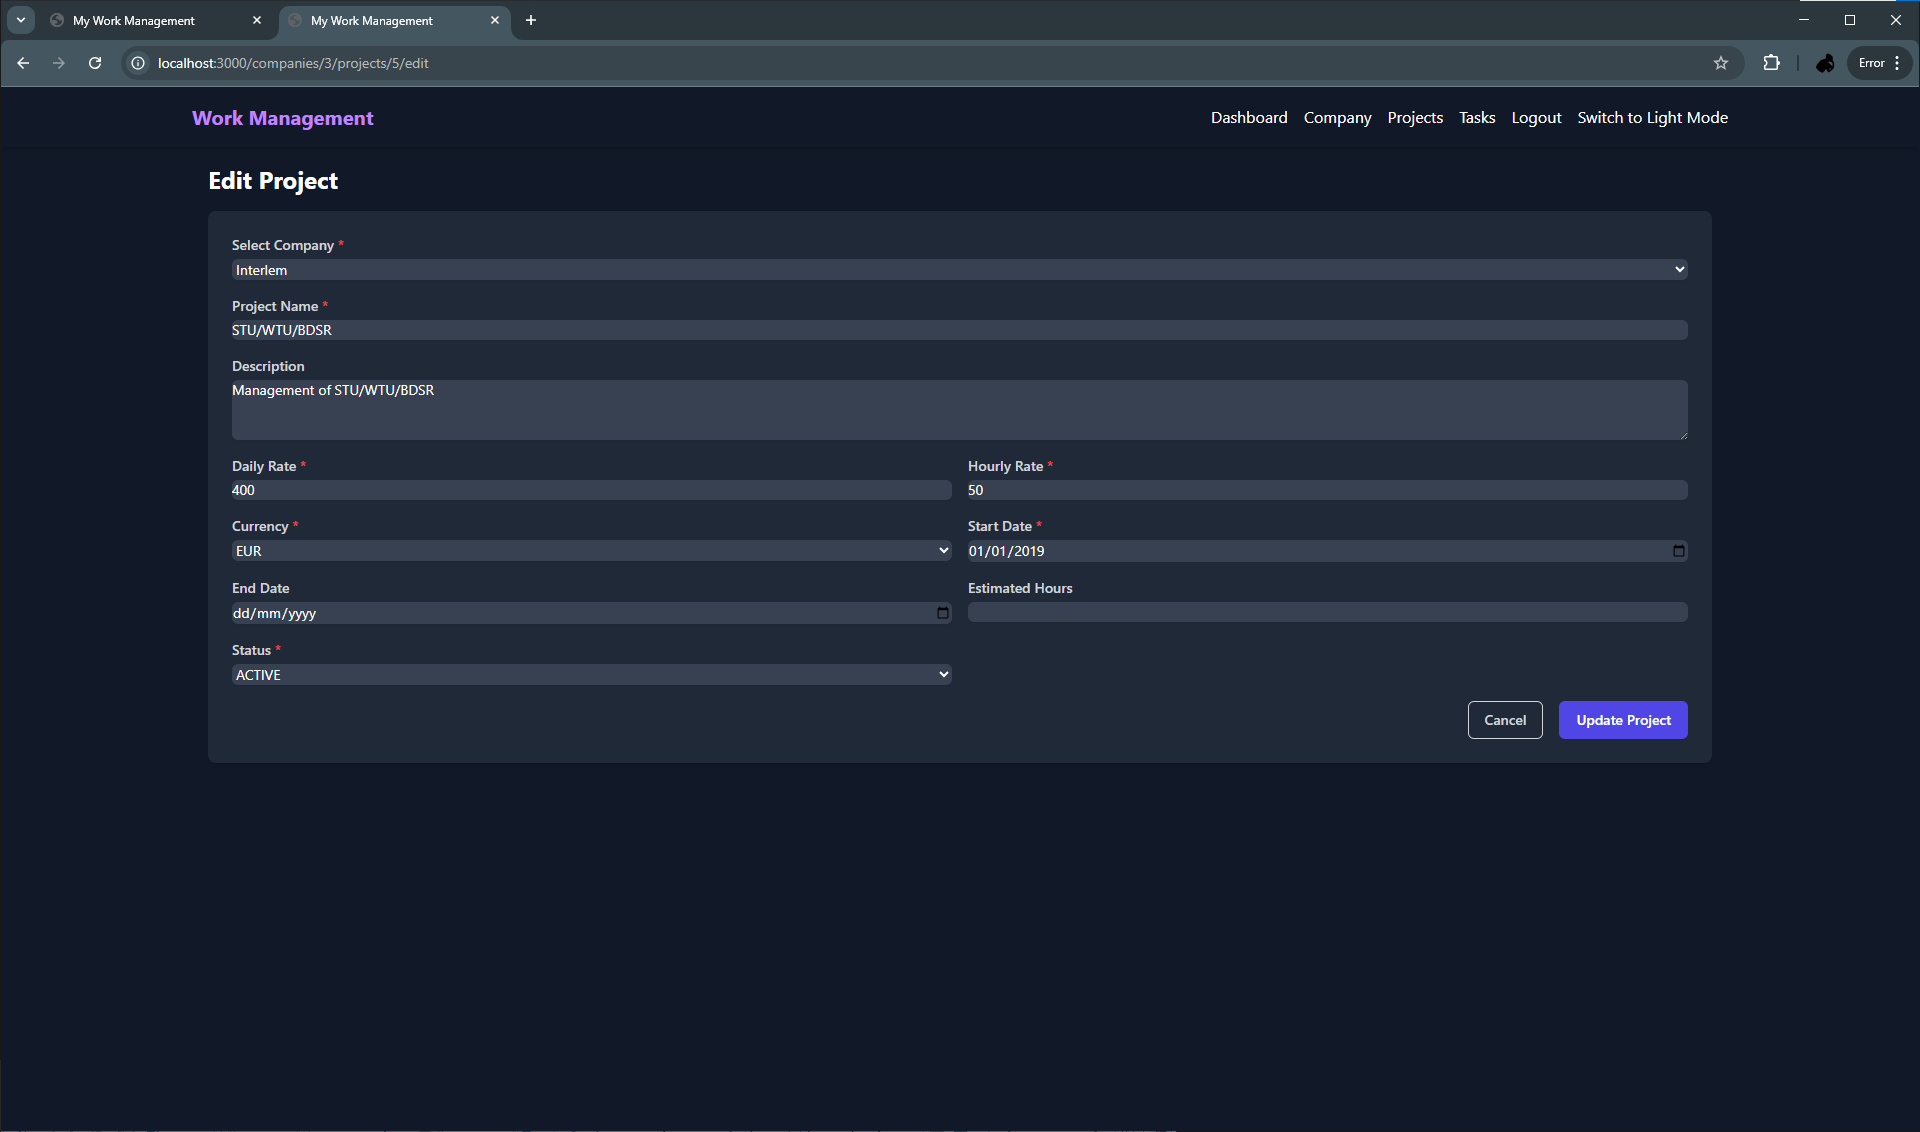 My Work Management
My Work Management
localhost:3000/companies/3/projects/5/edit
Error
Work Management
Dashboard Company Projects Tasks Logout Switch to Light Mode
Edit Project
Select Company *
Interlem
Project Name *
STU/WTU/BDSR
Description
Management of STU/WTU/BDSR
Daily Rate * Hourly Rate *
400 50
Currency * Start Date *
EUR 01/01/2019
End Date Estimated Hours
dd/mm/yyyy
Status *
ACTIVE
Cancel Update Project